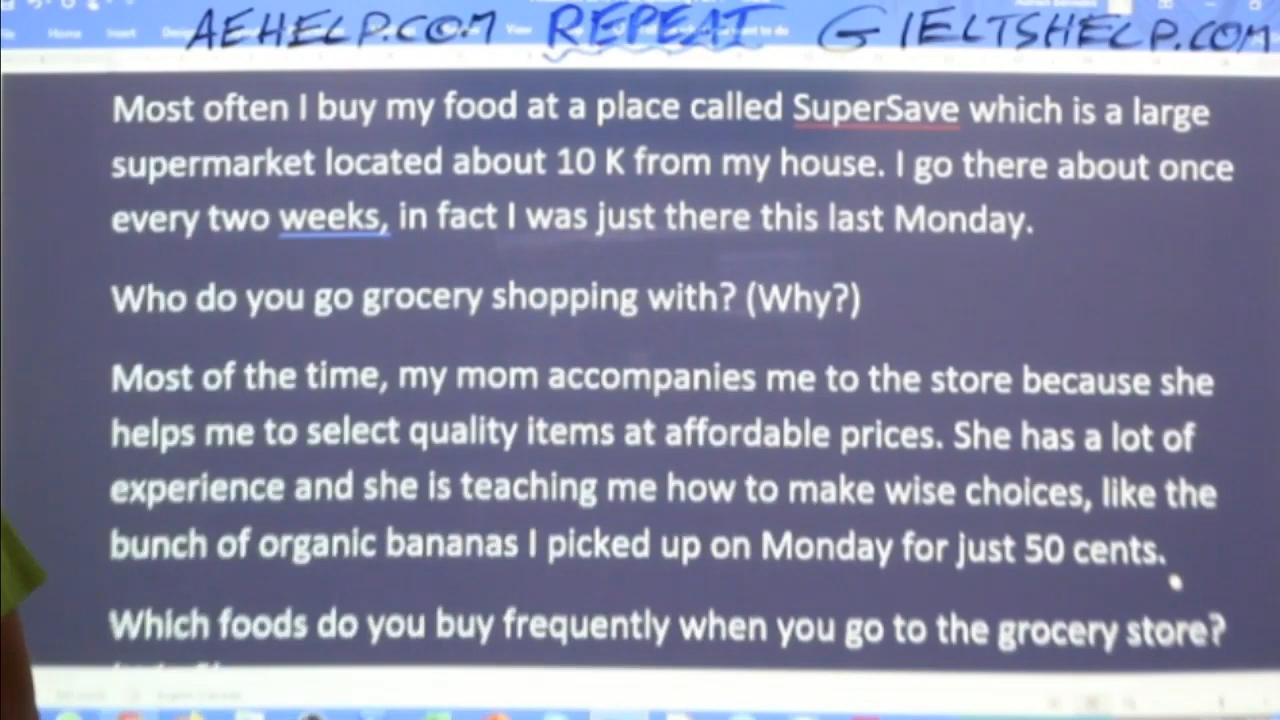 AEHELP.COM REPEAT G IELTSHELP.COM
Home Insert View
Most often I buy my food at a place called SuperSave which is a large
supermarket located about 10 K from my house. I go there about once
every two weeks, in fact I was just there this last Monday.
Who do you go grocery shopping with? (Why?)
Most of the time, my mom accompanies me to the store because she
helps me to select quality items at affordable prices. She has a lot of
experience and she is teaching me how to make wise choices, like the
bunch of organic bananas I picked up on Monday for just 50 cents.
Which foods do you buy frequently when you go to the grocery store?